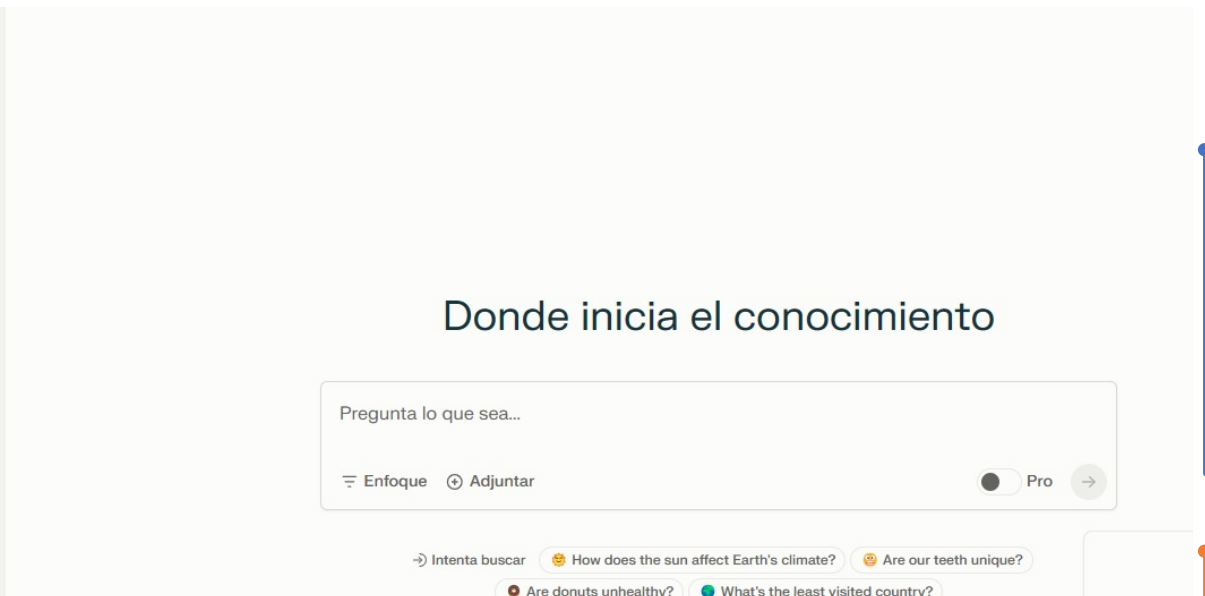 Donde inicia el conocimiento
Pregunta lo que sea...
Enfoque Adjuntar Pro
Intenta buscar How does the sun affect Earth's climate? Are our teeth unique?
Are donuts unhealthy? What's the least visited country?